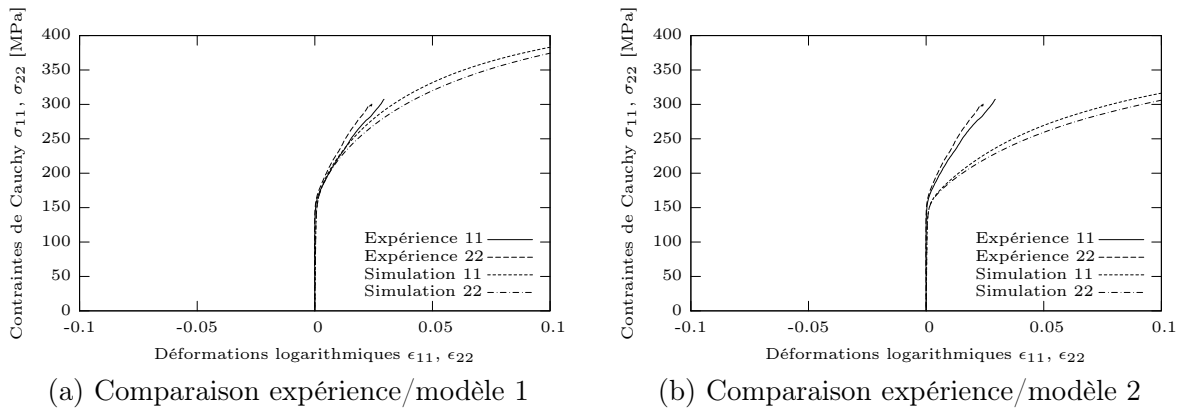 Contraintes de Cauchy σ11, σ22 [MPa]
400
350
300
250
200
150
100
50
0
-0.1
-0.05
0
0.05
0.1
Expérience 11
Expérience 22
Simulation 11
Simulation 22
Déformations logarithmiques ϵ11, ϵ22
(a) Comparaison expérience/modèle 1
Contraintes de Cauchy σ11, σ22 [MPa]
400
350
300
250
200
150
100
50
0
-0.1
-0.05
0
0.05
0.1
Expérience 11
Expérience 22
Simulation 11
Simulation 22
Déformations logarithmiques ϵ11, ϵ22
(b) Comparaison expérience/modèle 2